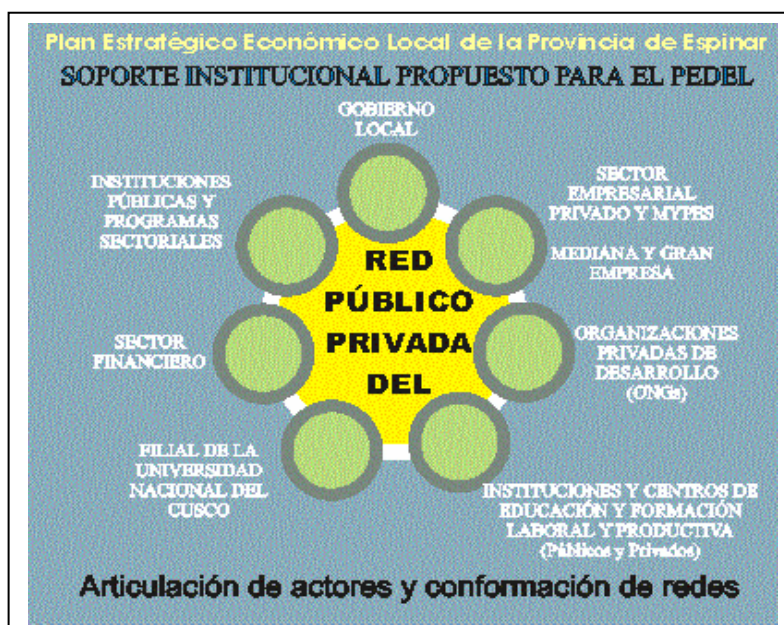 Plan Estratégico Económico Local de la Provincia de Espinar
SOPORTE INSTITUCIONAL PROPUESTO PARA EL PEDEL
GOBIERNO
LOCAL
INSTITUCIONES
PÚBLICAS Y
PROGRAMAS
SECTORIALES
SECTOR
EMPRESARIAL
PRIVADO Y MYPES
MEDIANA Y GRAN
EMPRESA
RED
PÚBLICO
PRIVADA
DEL
SECTOR
FINANCIERO
ORGANIZACIONES
PRIVADAS DE
DESARROLLO
(ONGs)
FILIAL DE LA
UNIVERSIDAD
NACIONAL DEL
CUSCO
INSTITUCIONES Y CENTROS DE
EDUCACIÓN Y FORMACIÓN
LABORAL Y PRODUCTIVA
(Públicos y Privados)
Articulación de actores y conformación de redes